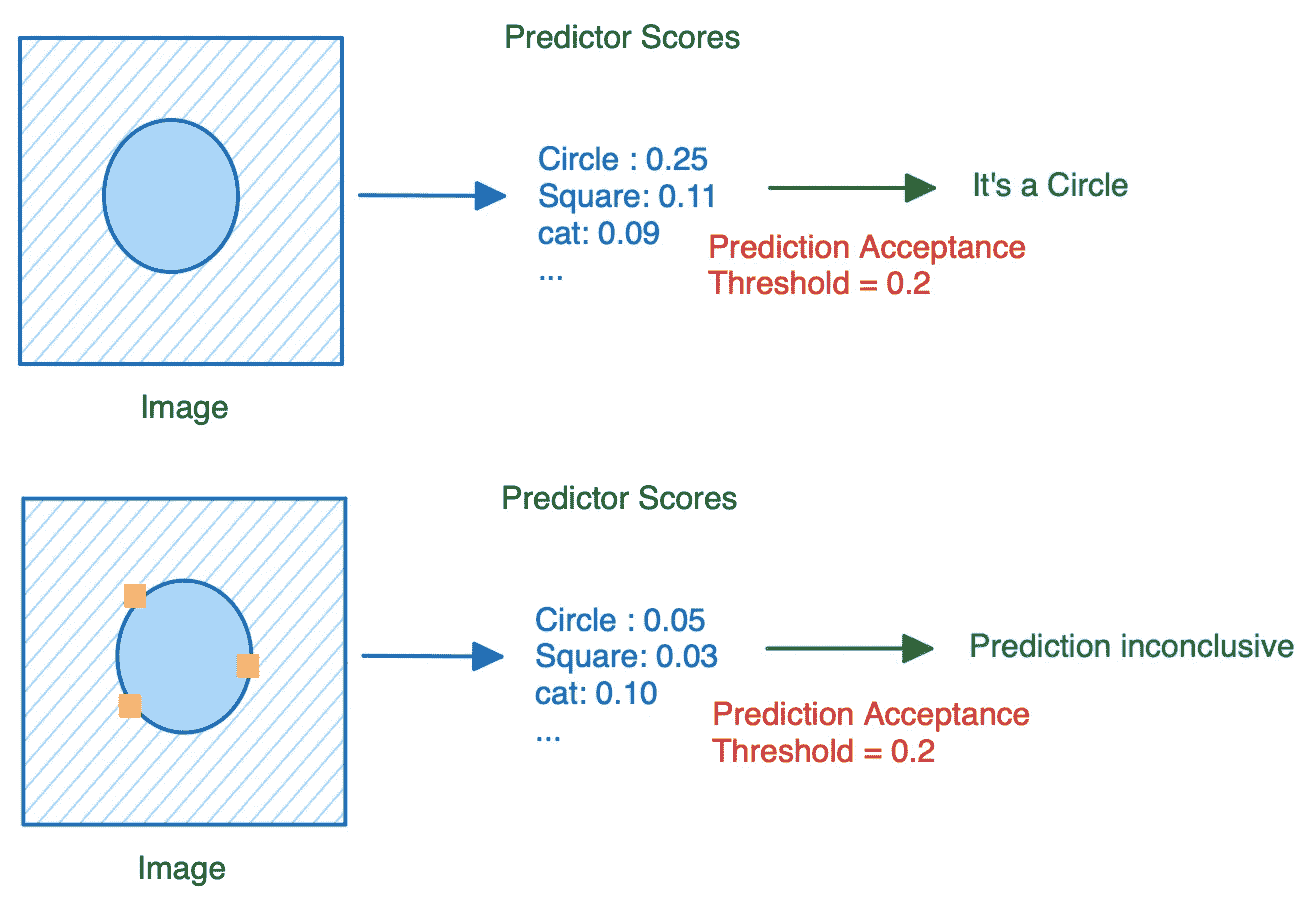 Predictor Scores
Circle : 0.25
Square: 0.11
cat: 0.09
...
It's a Circle
Prediction Acceptance
Threshold = 0.2
Image
Predictor Scores
Circle : 0.05
Square: 0.03
cat: 0.10
...
Prediction inconclusive
Prediction Acceptance
Threshold = 0.2
Image